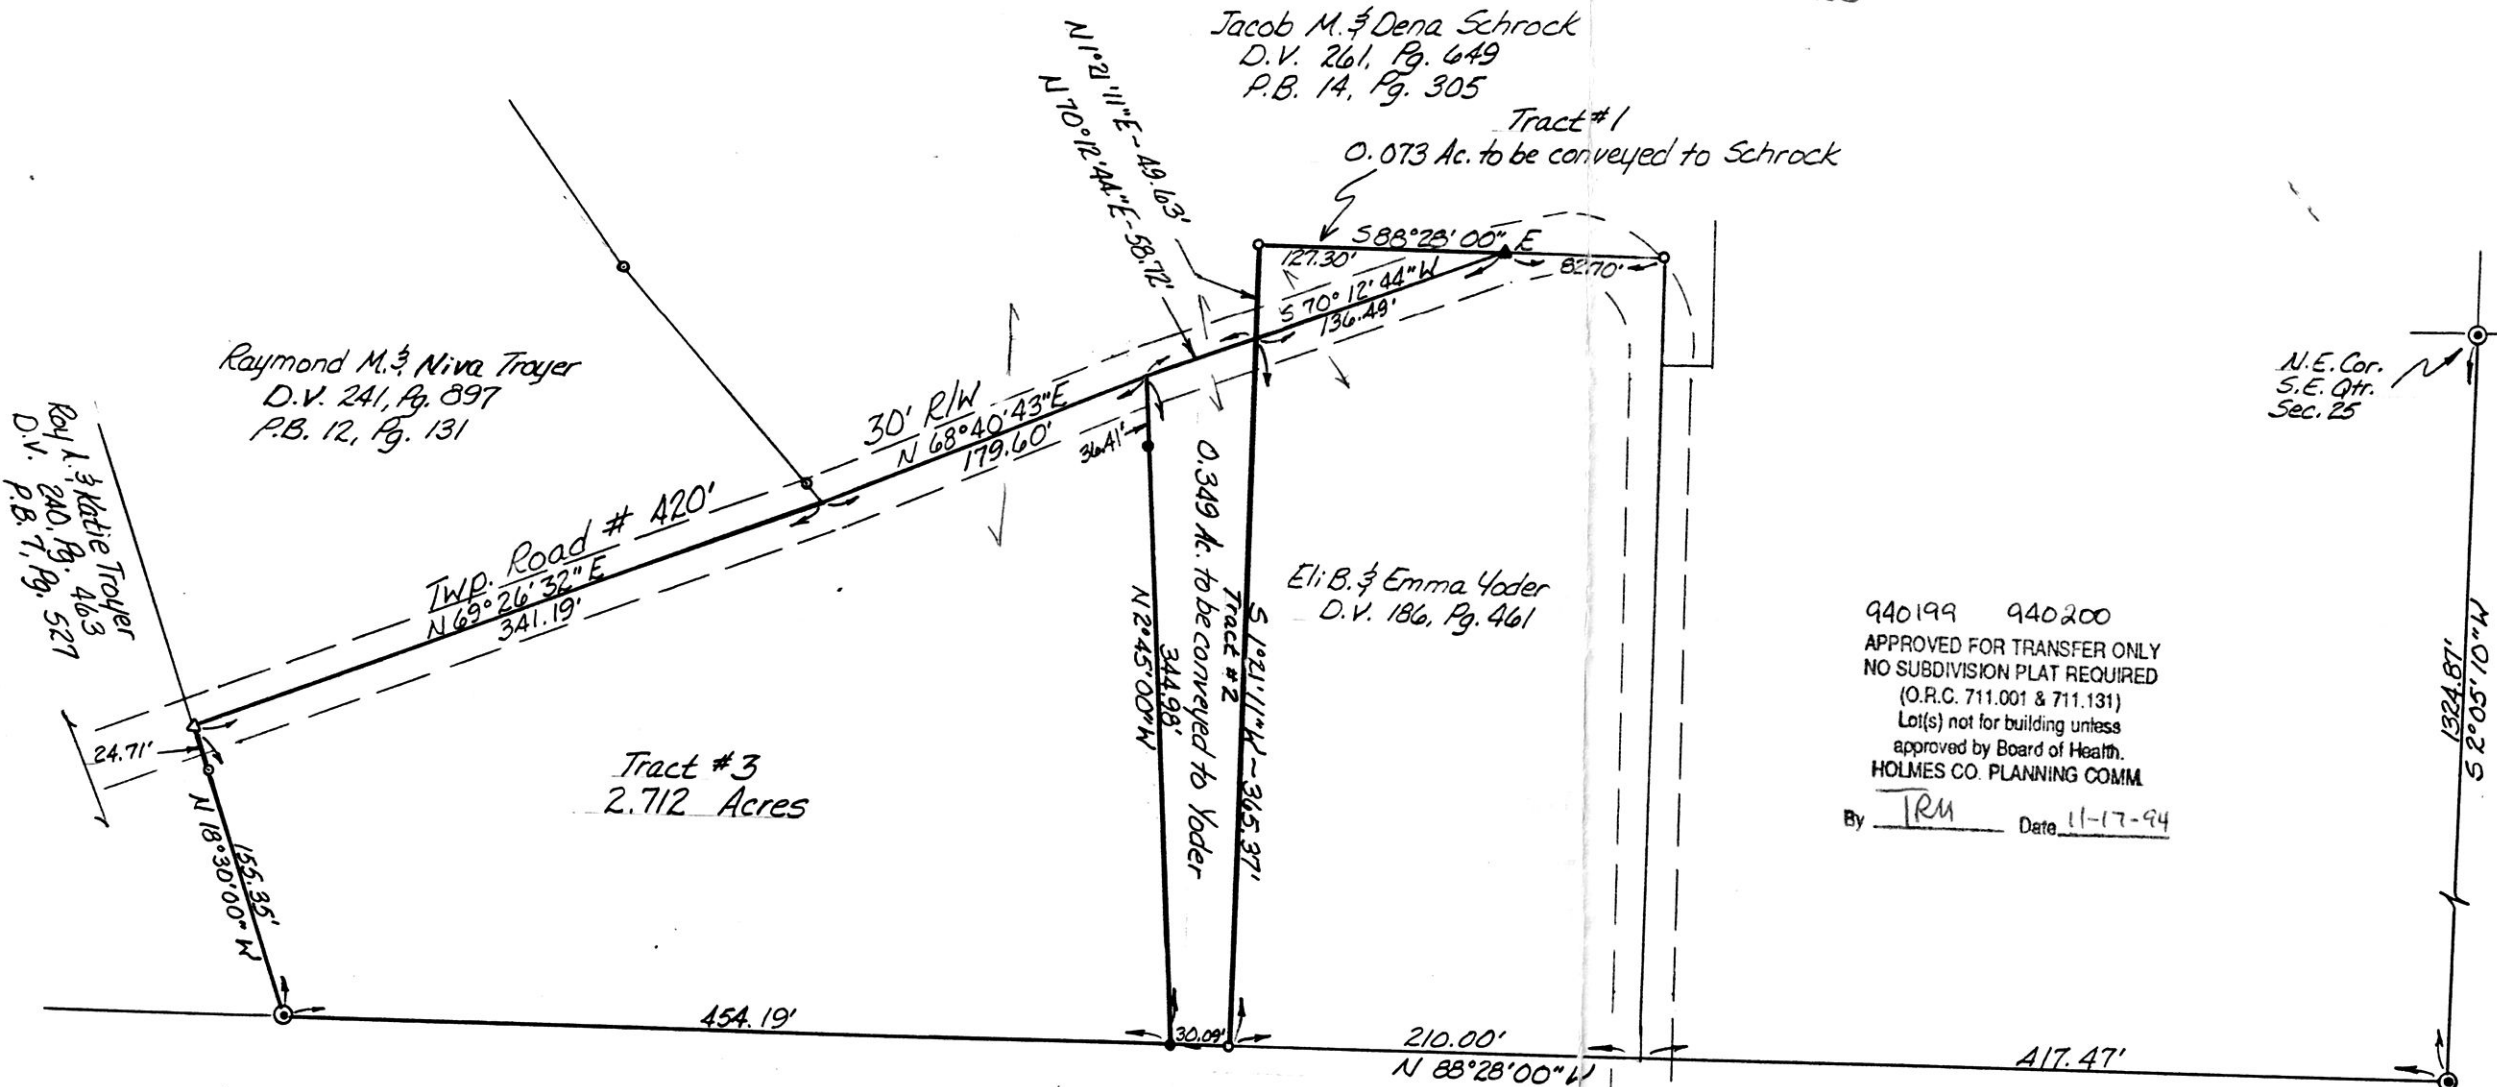 Jacob M. & Dena Schrock
D.V. 261, Pg. 649
P.B. 14, Pg. 305
Tract #1
0.073 Ac. to be conveyed to Schrock
N 1°21'11"E - 49.63'
N 70°12'44"E - 58.72'
S 88°28'00" E
127.30'
82.70'
S 70°12'44" W
136.49'
Raymond M. & Niva Troyer
D.V. 241, Pg. 897
P.B. 12, Pg. 131
Roy L. & Katie Troyer
D.V. 240, Pg. 463
P.B. 7, Pg. 527
30' R/W
N 68°40'43"E
179.60'
36.41'
N.E. Cor.
S.E. Qtr.
Sec. 25
Twp. Road # 420'
N 69°26'32" E
341.19'
24.71'
N 18°30'00" W
155.35'
Tract #3
2.712 Acres
N 2°45'00" W
344.98'
0.349 Ac. to be conveyed to Yoder
Tract #2
S 1°21'11"W - 365.37'
Eli B. & Emma Yoder
D.V. 186, Pg. 461
940199 940200
APPROVED FOR TRANSFER ONLY
NO SUBDIVISION PLAT REQUIRED
(O.R.C. 711.001 & 711.131)
Lot(s) not for building unless
approved by Board of Health.
HOLMES CO. PLANNING COMM.
By TRM Date 11-17-94
1324.87'
S 2°05'10" W
454.19'
30.09'
210.00'
N 88°28'00" W
417.47'